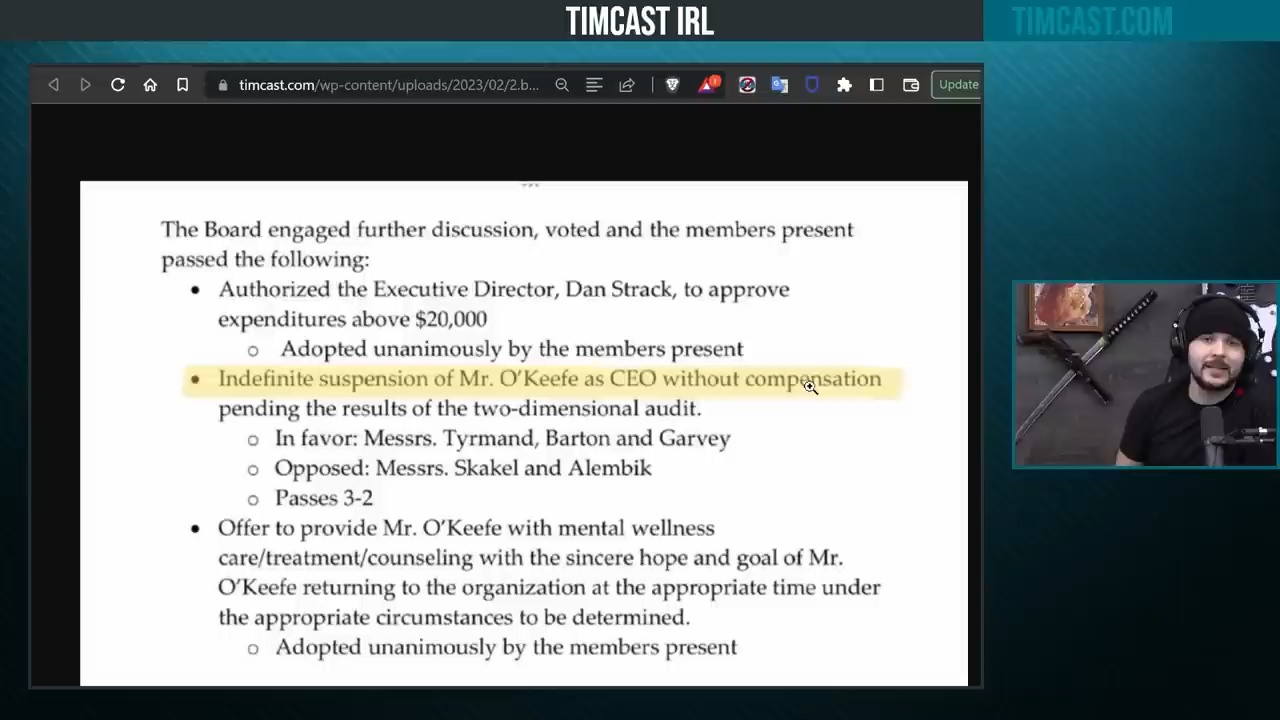 TIMCAST IRL
TIMCAST.COM
timcast.com/wp-content/uploads/2023/02/2.b...
Update
The Board engaged further discussion, voted and the members present
passed the following:
• Authorized the Executive Director, Dan Strack, to approve
expenditures above $20,000
o Adopted unanimously by the members present
• Indefinite suspension of Mr. O'Keefe as CEO without compensation
pending the results of the two-dimensional audit.
o In favor: Messrs. Tyrmand, Barton and Garvey
o Opposed: Messrs. Skakel and Alembik
o Passes 3-2
• Offer to provide Mr. O'Keefe with mental wellness
care/treatment/counseling with the sincere hope and goal of Mr.
O'Keefe returning to the organization at the appropriate time under
the appropriate circumstances to be determined.
o Adopted unanimously by the members present